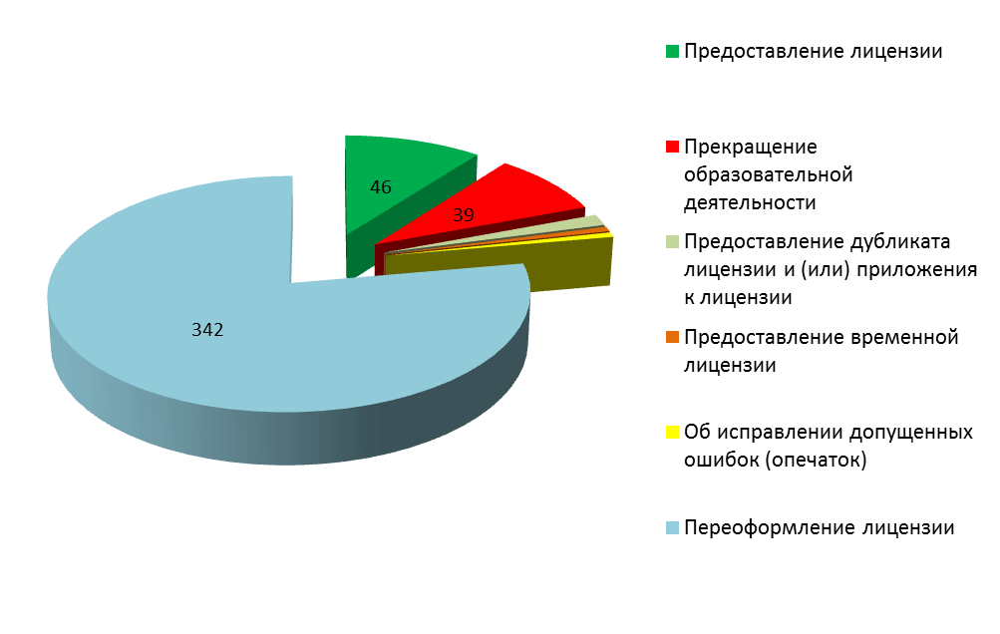 Предоставление лицензии
46
39
342
Прекращение
образовательной
деятельности
Предоставление дубликата
лицензии и (или) приложения
к лицензии
Предоставление временной
лицензии
Об исправлении допущенных
ошибок (опечаток)
Переоформление лицензии